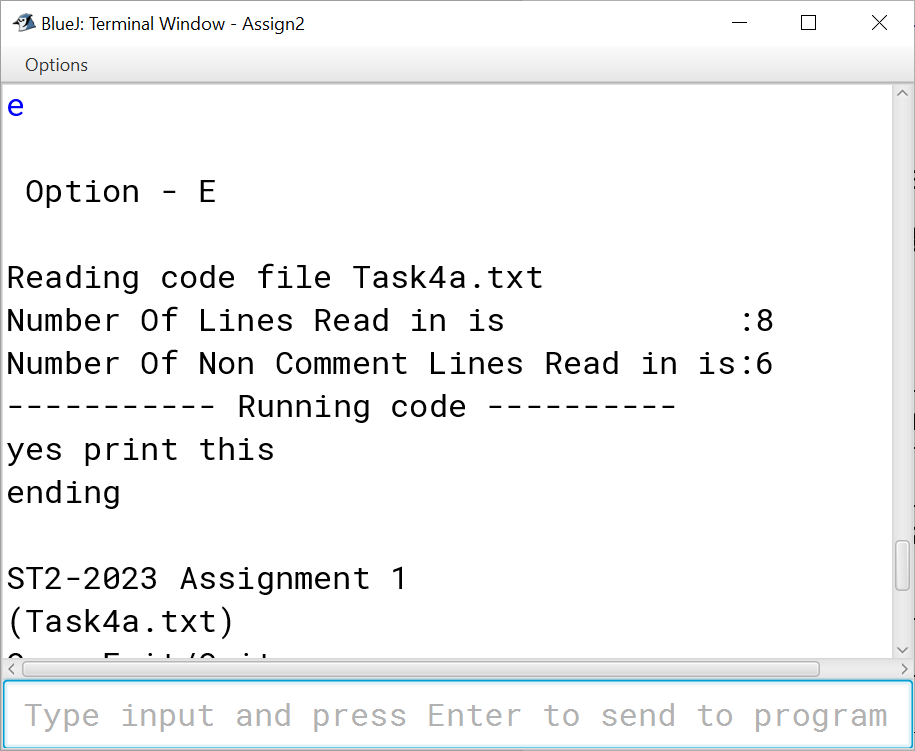 BlueJ: Terminal Window - Assign2
Options
e
Option - E
Reading code file Task4a.txt
Number Of Lines Read in is            :8
Number Of Non Comment Lines Read in is:6
----------- Running code ----------
yes print this
ending
ST2-2023 Assignment 1
(Task4a.txt)
Type input and press Enter to send to program